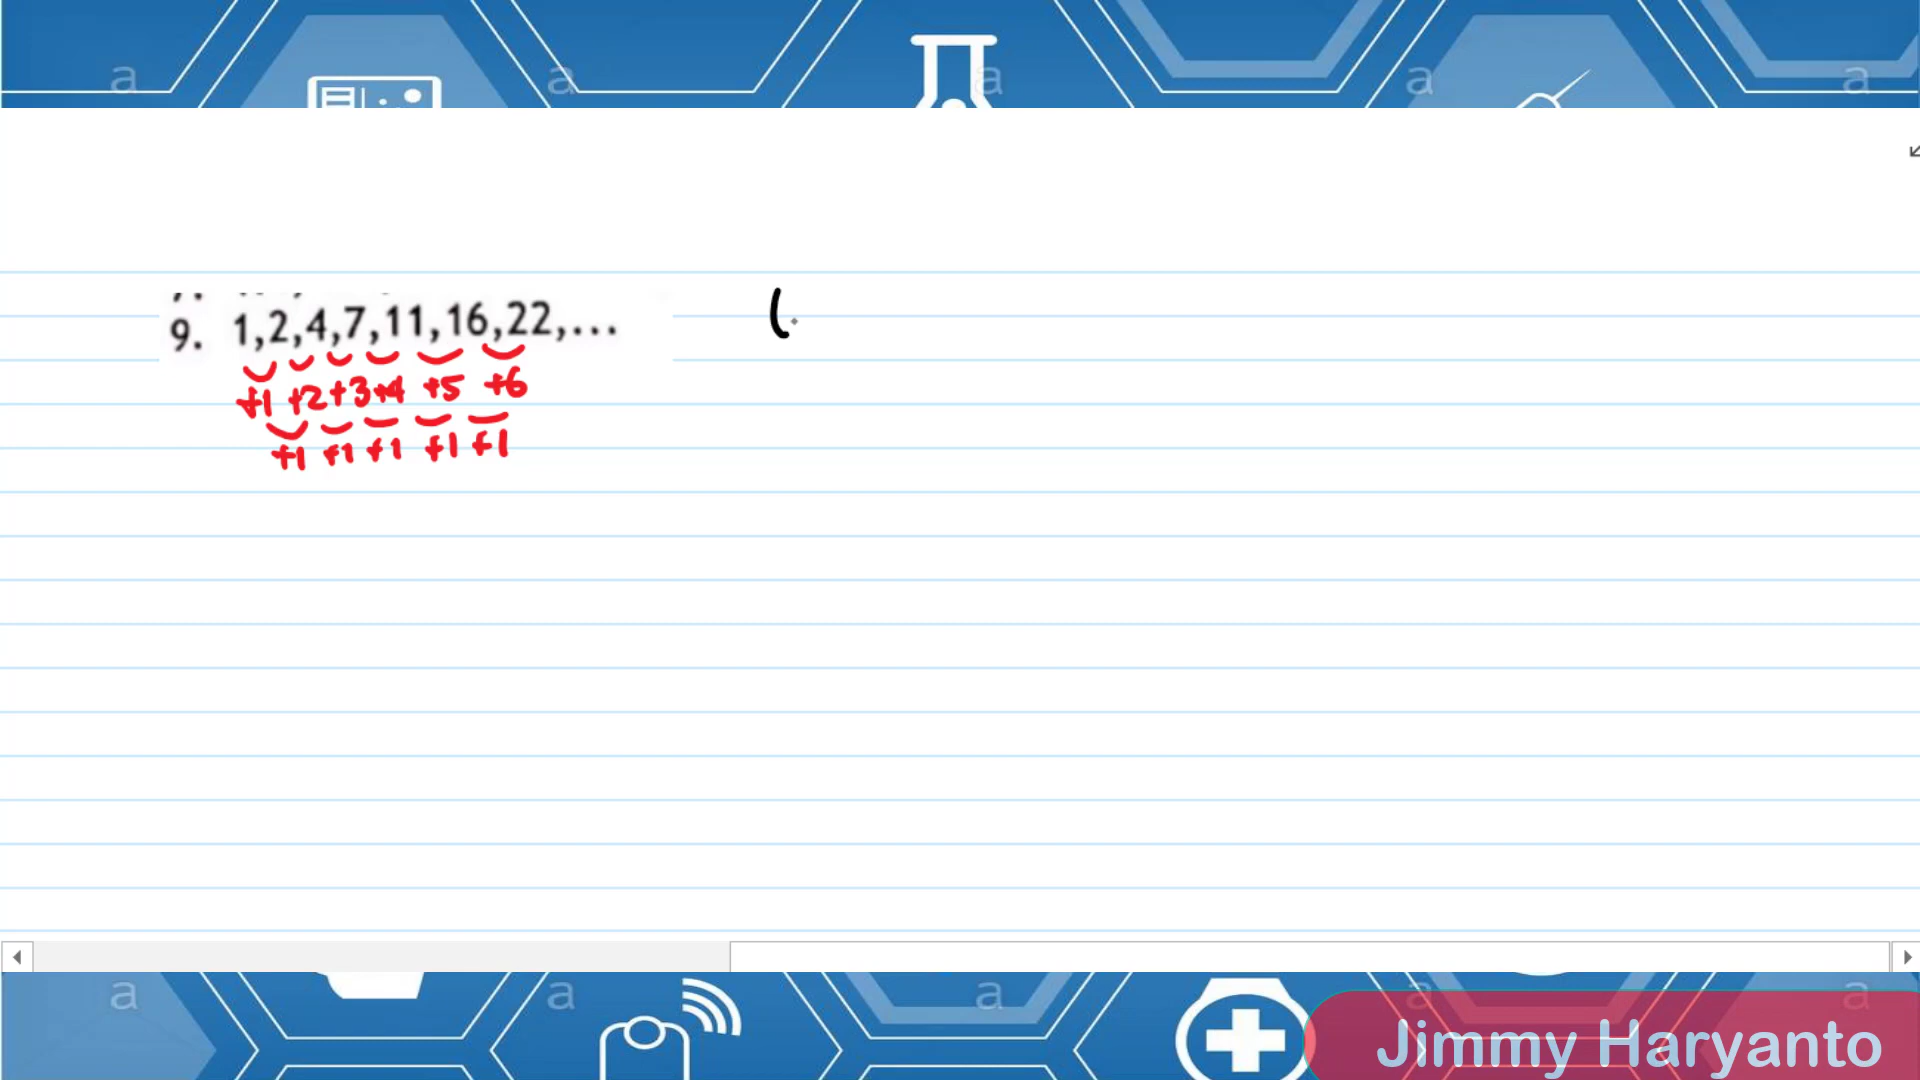 9. 1,2,4,7,11,16,22,...
+1 +2 +3 +4 +5 +6
+1 +1 +1 +1 +1
(
Jimmy Haryanto